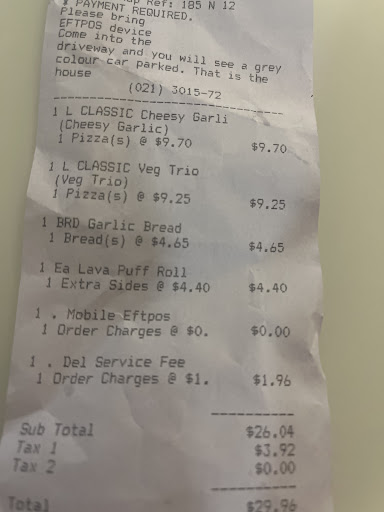 Ref: 185 N 12
PAYMENT REQUIRED.
Please bring
EFTPOS device
Come into the
driveway and you will see a grey
colour car parked. That is the
house
(021) 3015-72
1 L CLASSIC Cheesy Garli
(Cheesy Garlic)
1 Pizza(s) @ $9.70 $9.70
1 L CLASSIC Veg Trio
(Veg Trio)
1 Pizza(s) @ $9.25 $9.25
1 BRD Garlic Bread
1 Bread(s) @ $4.65 $4.65
1 Ea Lava Puff Roll
1 Extra Sides @ $4.40 $4.40
1 . Mobile Eftpos
1 Order Charges @ $0. $0.00
1 . Del Service Fee
1 Order Charges @ $1. $1.96
Sub Total $26.04
Tax 1 $3.92
Tax 2 $0.00
Total $29.96